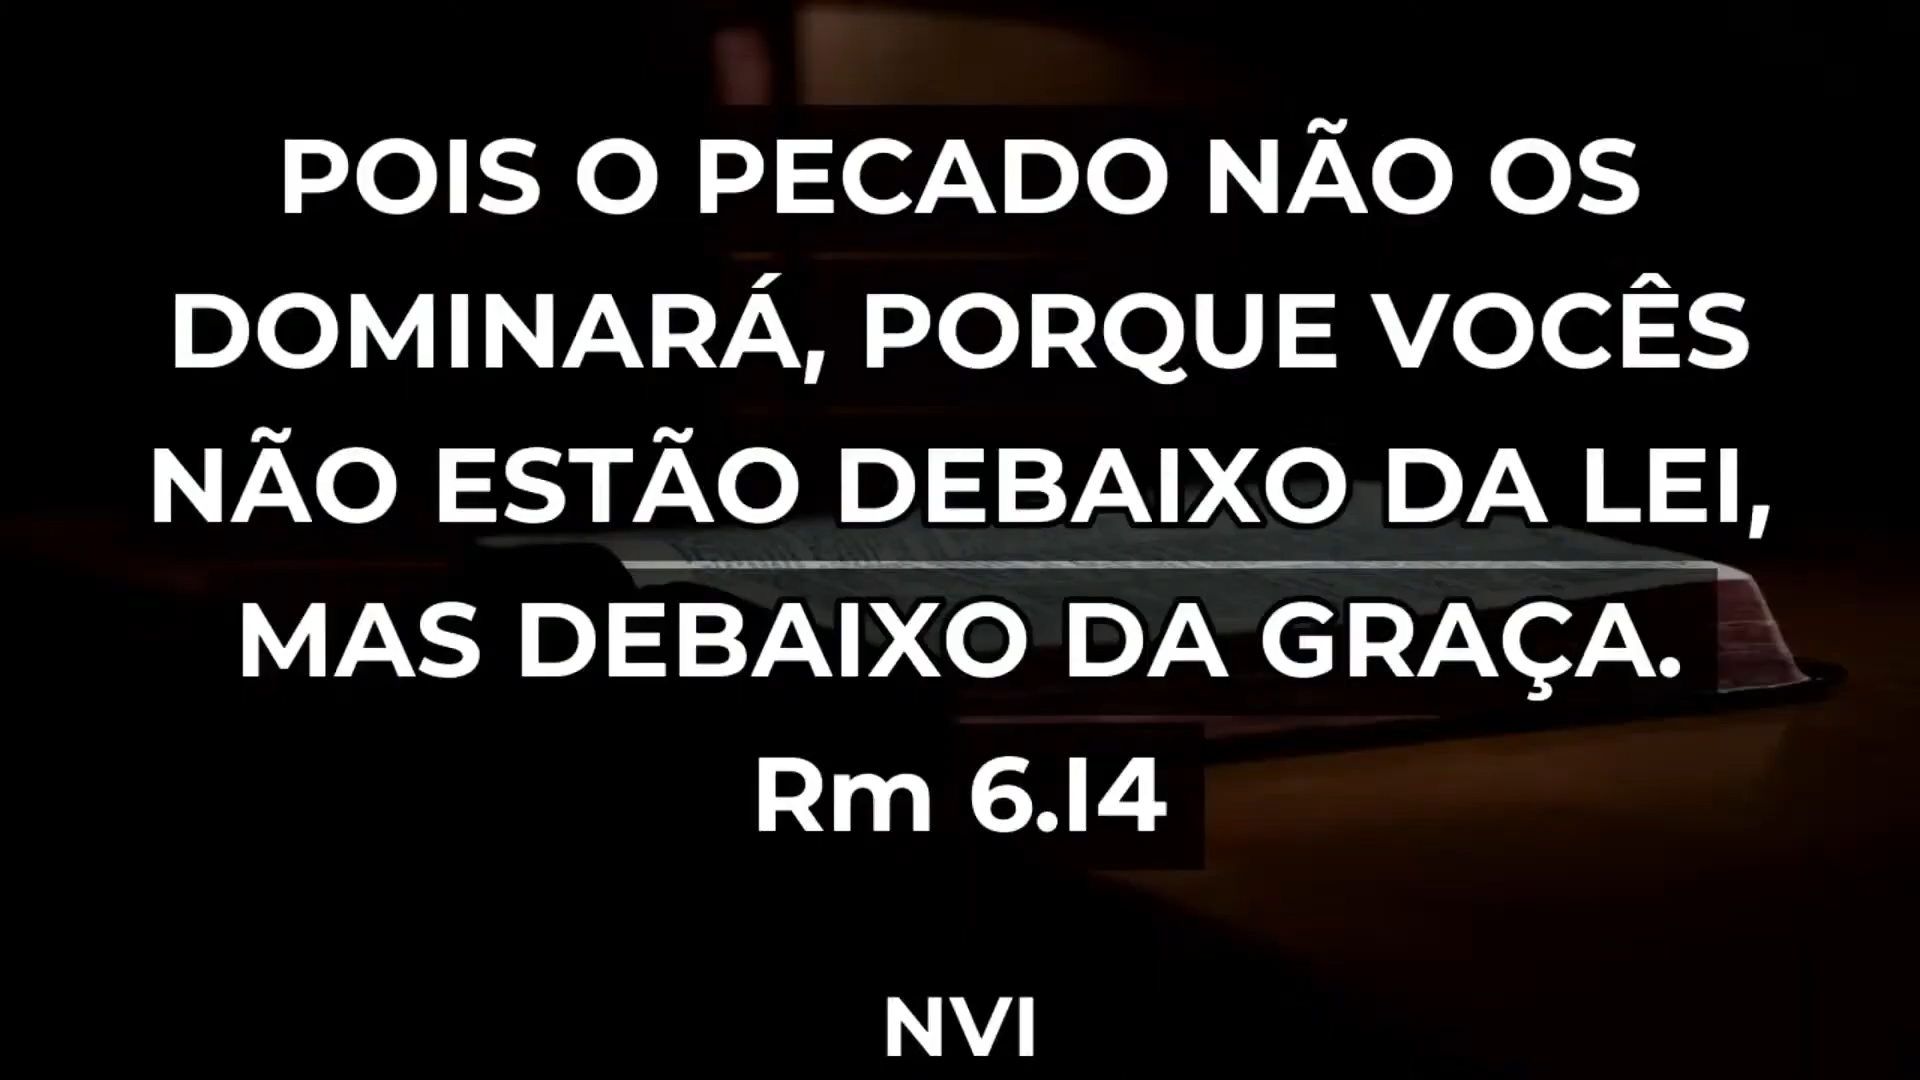 POIS O PECADO NÃO OS
DOMINARÁ, PORQUE VOCÊS
NÃO ESTÃO DEBAIXO DA LEI,
MAS DEBAIXO DA GRAÇA.
Rm 6.14
NVI